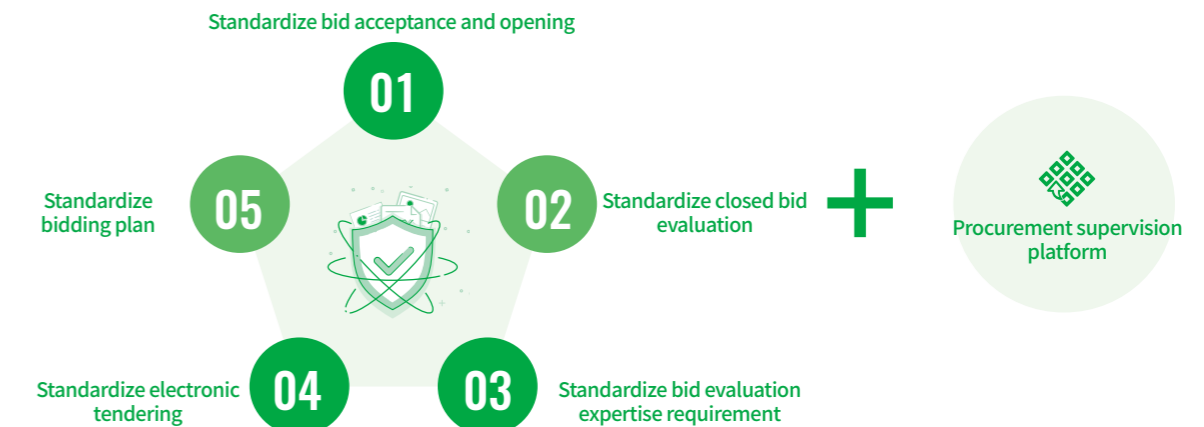 Standardize bid acceptance and opening
01
05
02
Standardize
bidding plan
Standardize closed bid
evaluation
Procurement supervision
platform
04
03
Standardize electronic
tendering
Standardize bid evaluation
expertise requirement